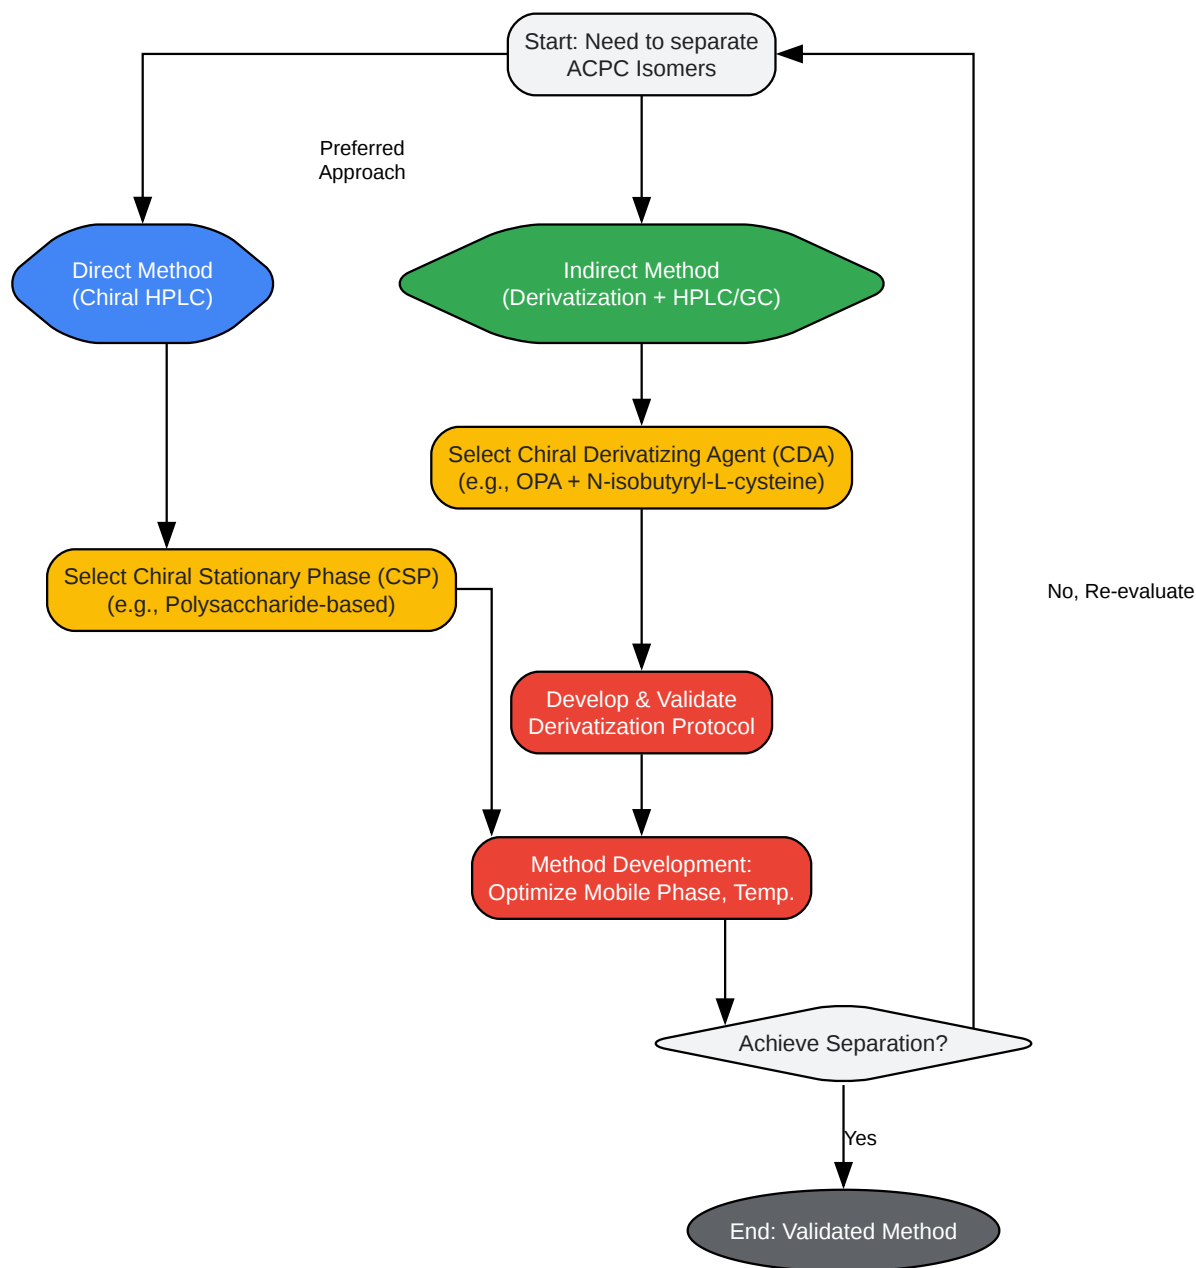 Start: Need to separate
ACPC Isomers
Preferred
Approach
Direct Method
(Chiral HPLC)
Indirect Method
(Derivatization + HPLC/GC)
Select Chiral Derivatizing Agent (CDA)
(e.g., OPA + N-isobutyryl-L-cysteine)
Select Chiral Stationary Phase (CSP)
(e.g., Polysaccharide-based)
No, Re-evaluate
Develop & Validate
Derivatization Protocol
Method Development:
Optimize Mobile Phase, Temp.
Achieve Separation?
Yes
End: Validated Method